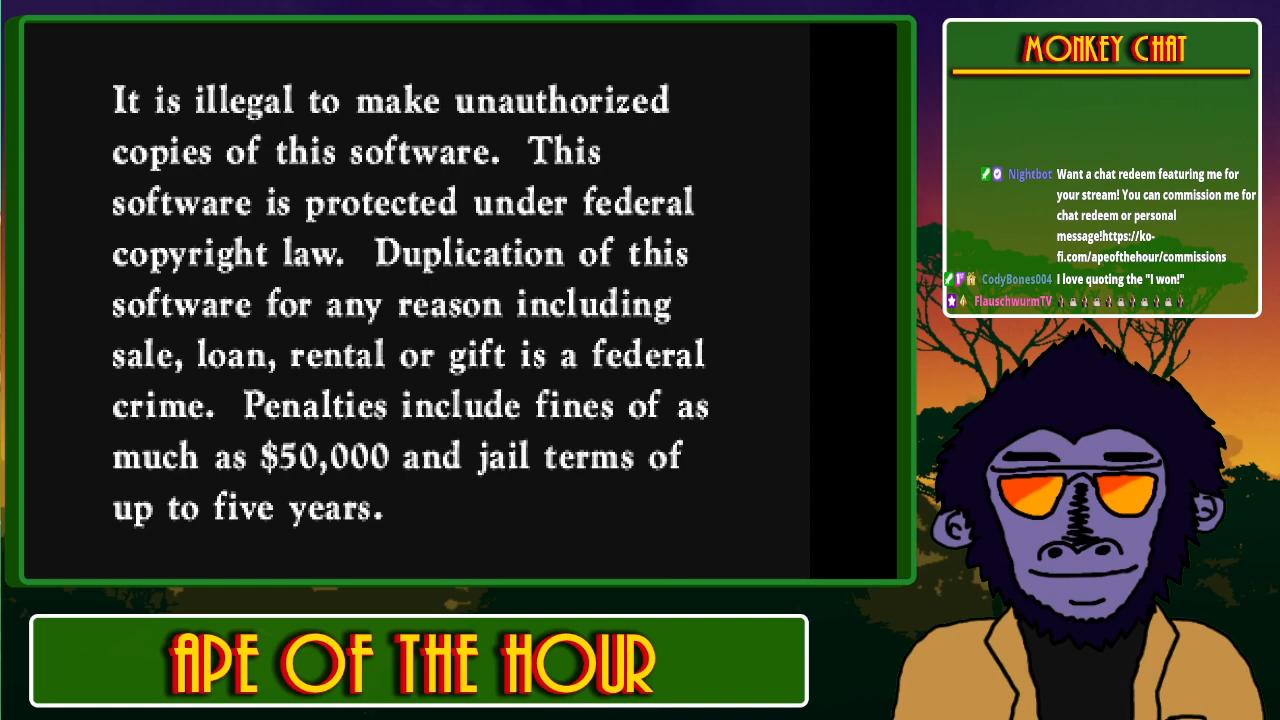 It is illegal to make unauthorized
copies of this software. This
software is protected under federal
copyright law. Duplication of this
software for any reason including
sale, loan, rental or gift is a federal
crime. Penalties include fines of as
much as $50,000 and jail terms of
up to five years.
MONKEY CHAT
Nightbot Want a chat redeem featuring me for
your stream! You can commission me for
chat redeem or personal
message!https://ko-
fi.com/apeofthehour/commissions
CodyBones004 I love quoting the "I won!"
FlauschwurmTV
APE OF THE HOUR